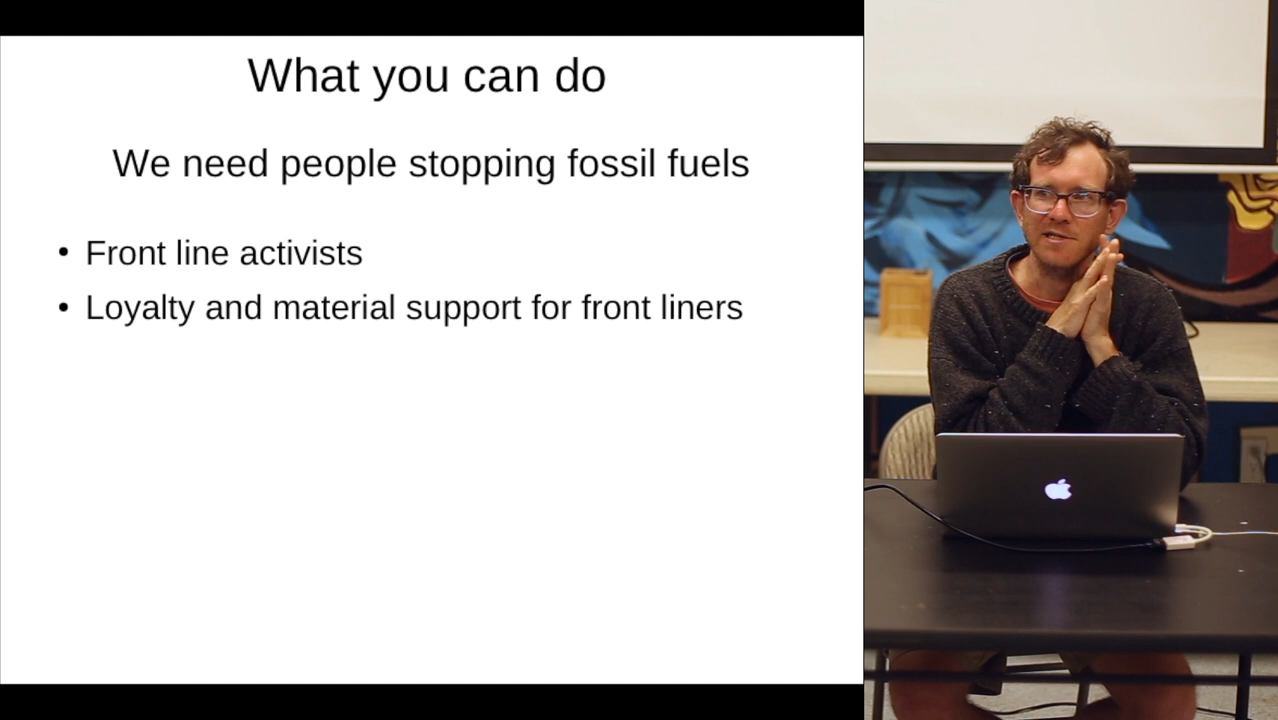 What you can do
We need people stopping fossil fuels
• Front line activists
• Loyalty and material support for front liners